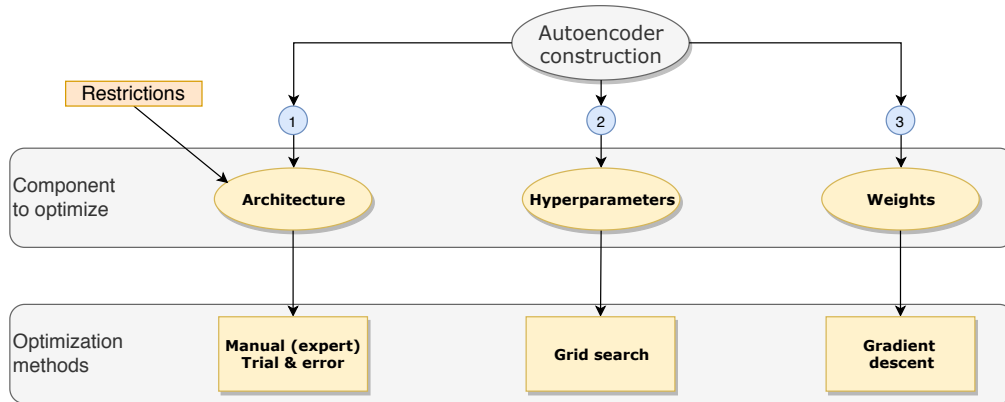 Autoencoder
construction
Restrictions
1
2
3
Component
to optimize
Architecture
Hyperparameters
Weights
Optimization
methods
Manual (expert)
Trial & error
Grid search
Gradient
descent